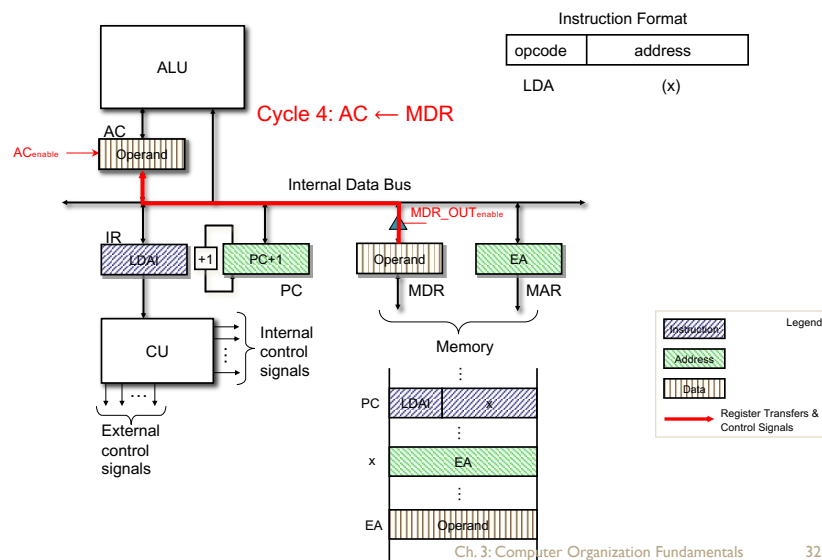 Instruction Format
opcode address
LDA (x)
ALU
Cycle 4: AC ← MDR
AC
ACenable
Operand
Internal Data Bus
MDR_OUTenable
IR
LDAI
+1
PC+1
PC
Operand
MDR
EA
MAR
CU
Internal
control
signals
...
External
control
signals
Memory
PC LDAI x
x EA
EA Operand
Legend
Instruction
Address
Data
Register Transfers &
Control Signals
Ch. 3: Computer Organization Fundamentals 32